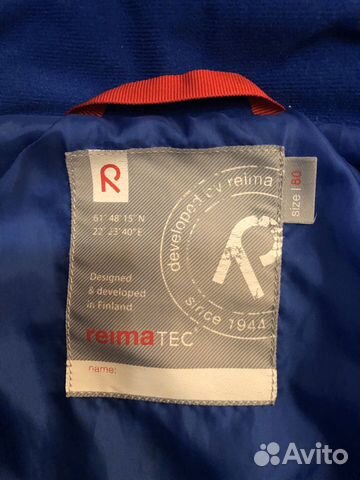 R
61° 48'15"N
22° 23'40"E
Designed
& developed
in Finland
reimaTEC®
name:
developed by reima
R
since 1944
size | 80
Avito